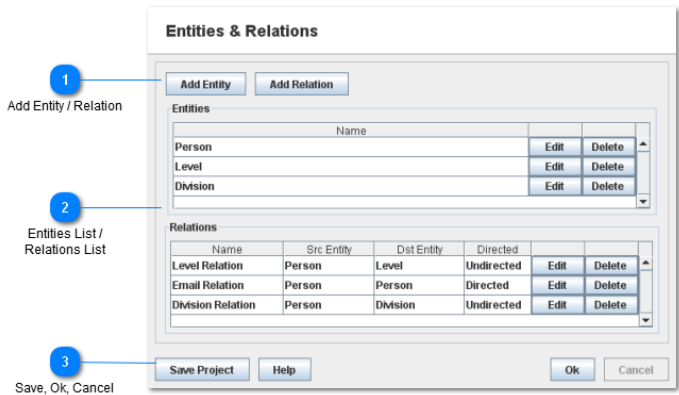 Entities & Relations
1
Add Entity / Relation
Add Entity Add Relation
Entities
Name
Person Edit Delete
Level Edit Delete
Division Edit Delete
2
Entities List /
Relations List
Relations
Name Src Entity Dst Entity Directed
Level Relation Person Level Undirected Edit Delete
Email Relation Person Person Directed Edit Delete
Division Relation Person Division Undirected Edit Delete
3
Save, Ok, Cancel
Save Project Help Ok Cancel